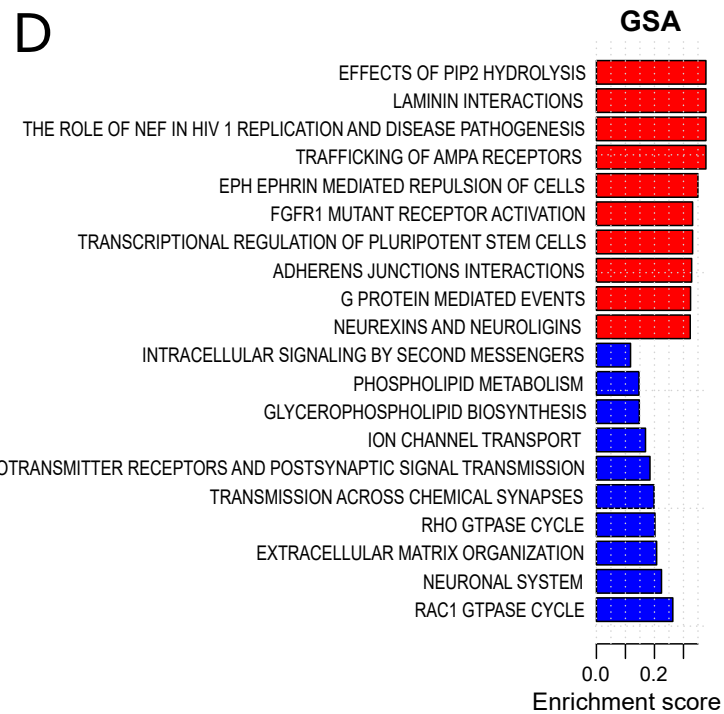 D
GSA
EFFECTS OF PIP2 HYDROLYSIS
LAMININ INTERACTIONS
THE ROLE OF NEF IN HIV 1 REPLICATION AND DISEASE PATHOGENESIS
TRAFFICKING OF AMPA RECEPTORS
EPH EPHRIN MEDIATED REPULSION OF CELLS
FGFR1 MUTANT RECEPTOR ACTIVATION
TRANSCRIPTIONAL REGULATION OF PLURIPOTENT STEM CELLS
ADHERENS JUNCTIONS INTERACTIONS
G PROTEIN MEDIATED EVENTS
NEUREXINS AND NEUROLIGINS
INTRACELLULAR SIGNALING BY SECOND MESSENGERS
PHOSPHOLIPID METABOLISM
GLYCEROPHOSPHOLIPID BIOSYNTHESIS
ION CHANNEL TRANSPORT
OTRANSMITTER RECEPTORS AND POSTSYNAPTIC SIGNAL TRANSMISSION
TRANSMISSION ACROSS CHEMICAL SYNAPSES
RHO GTPASE CYCLE
EXTRACELLULAR MATRIX ORGANIZATION
NEURONAL SYSTEM
RAC1 GTPASE CYCLE
0.0 0.2
Enrichment score